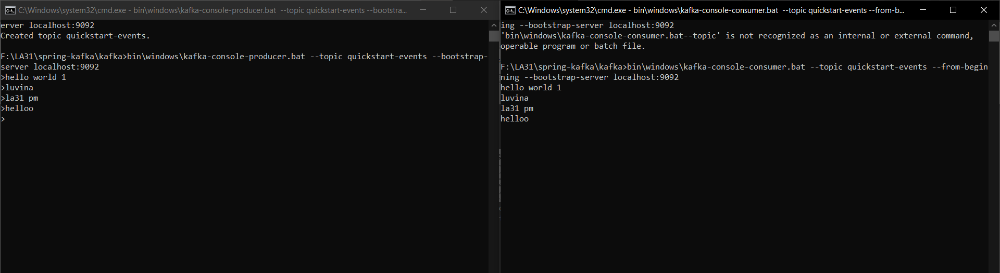 C:\Windows\system32\cmd.exe - bin\windows\kafka-console-producer.bat  --topic quickstart-events --bootstra...
erver localhost:9092
Created topic quickstart-events.
F:\LA31\spring-kafka\kafka>bin\windows\kafka-console-producer.bat --topic quickstart-events --bootstrap-
server localhost:9092
>hello world 1
>luvina
>la31 pm
>helloo
>
C:\Windows\system32\cmd.exe - bin\windows\kafka-console-consumer.bat  --topic quickstart-events --from-b...
ing --bootstrap-server localhost:9092
'bin\windows\kafka-console-consumer.bat--topic' is not recognized as an internal or external command,
operable program or batch file.
F:\LA31\spring-kafka\kafka>bin\windows\kafka-console-consumer.bat --topic quickstart-events --from-begin
ning --bootstrap-server localhost:9092
hello world 1
luvina
la31 pm
helloo